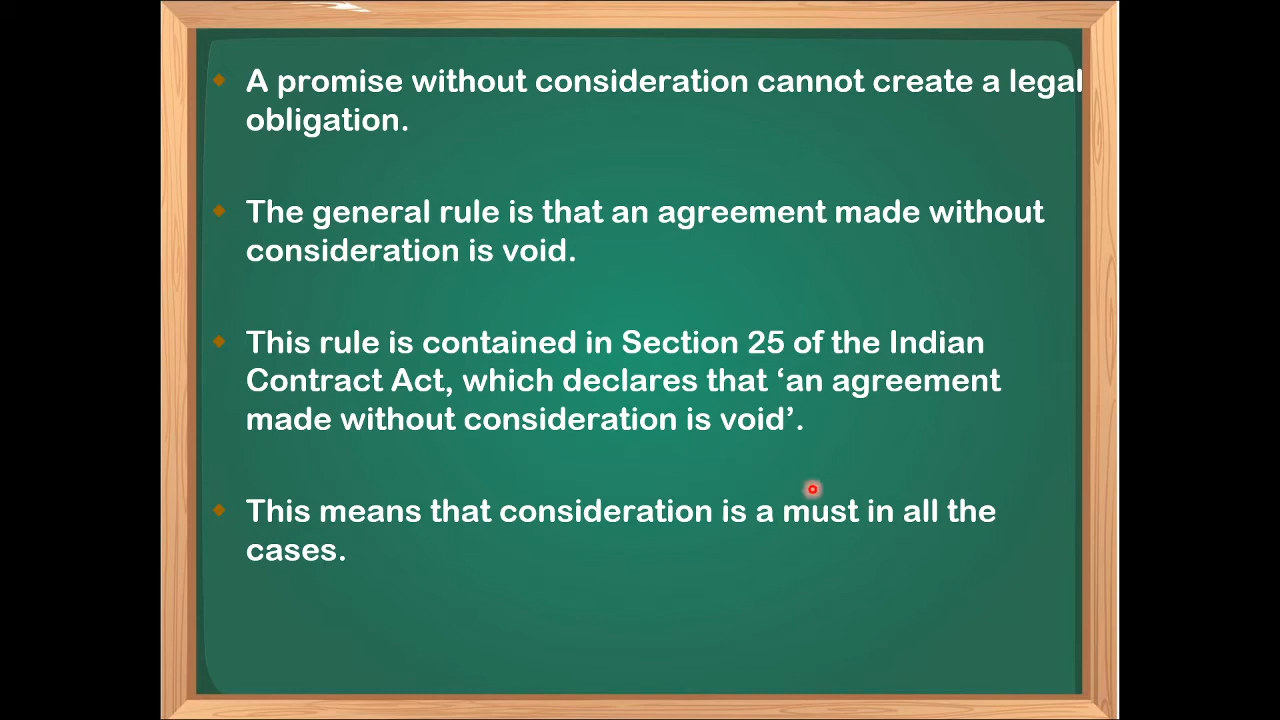 A promise without consideration cannot create a legal
obligation.
The general rule is that an agreement made without
consideration is void.
This rule is contained in Section 25 of the Indian
Contract Act, which declares that ‘an agreement
made without consideration is void’.
This means that consideration is a must in all the
cases.